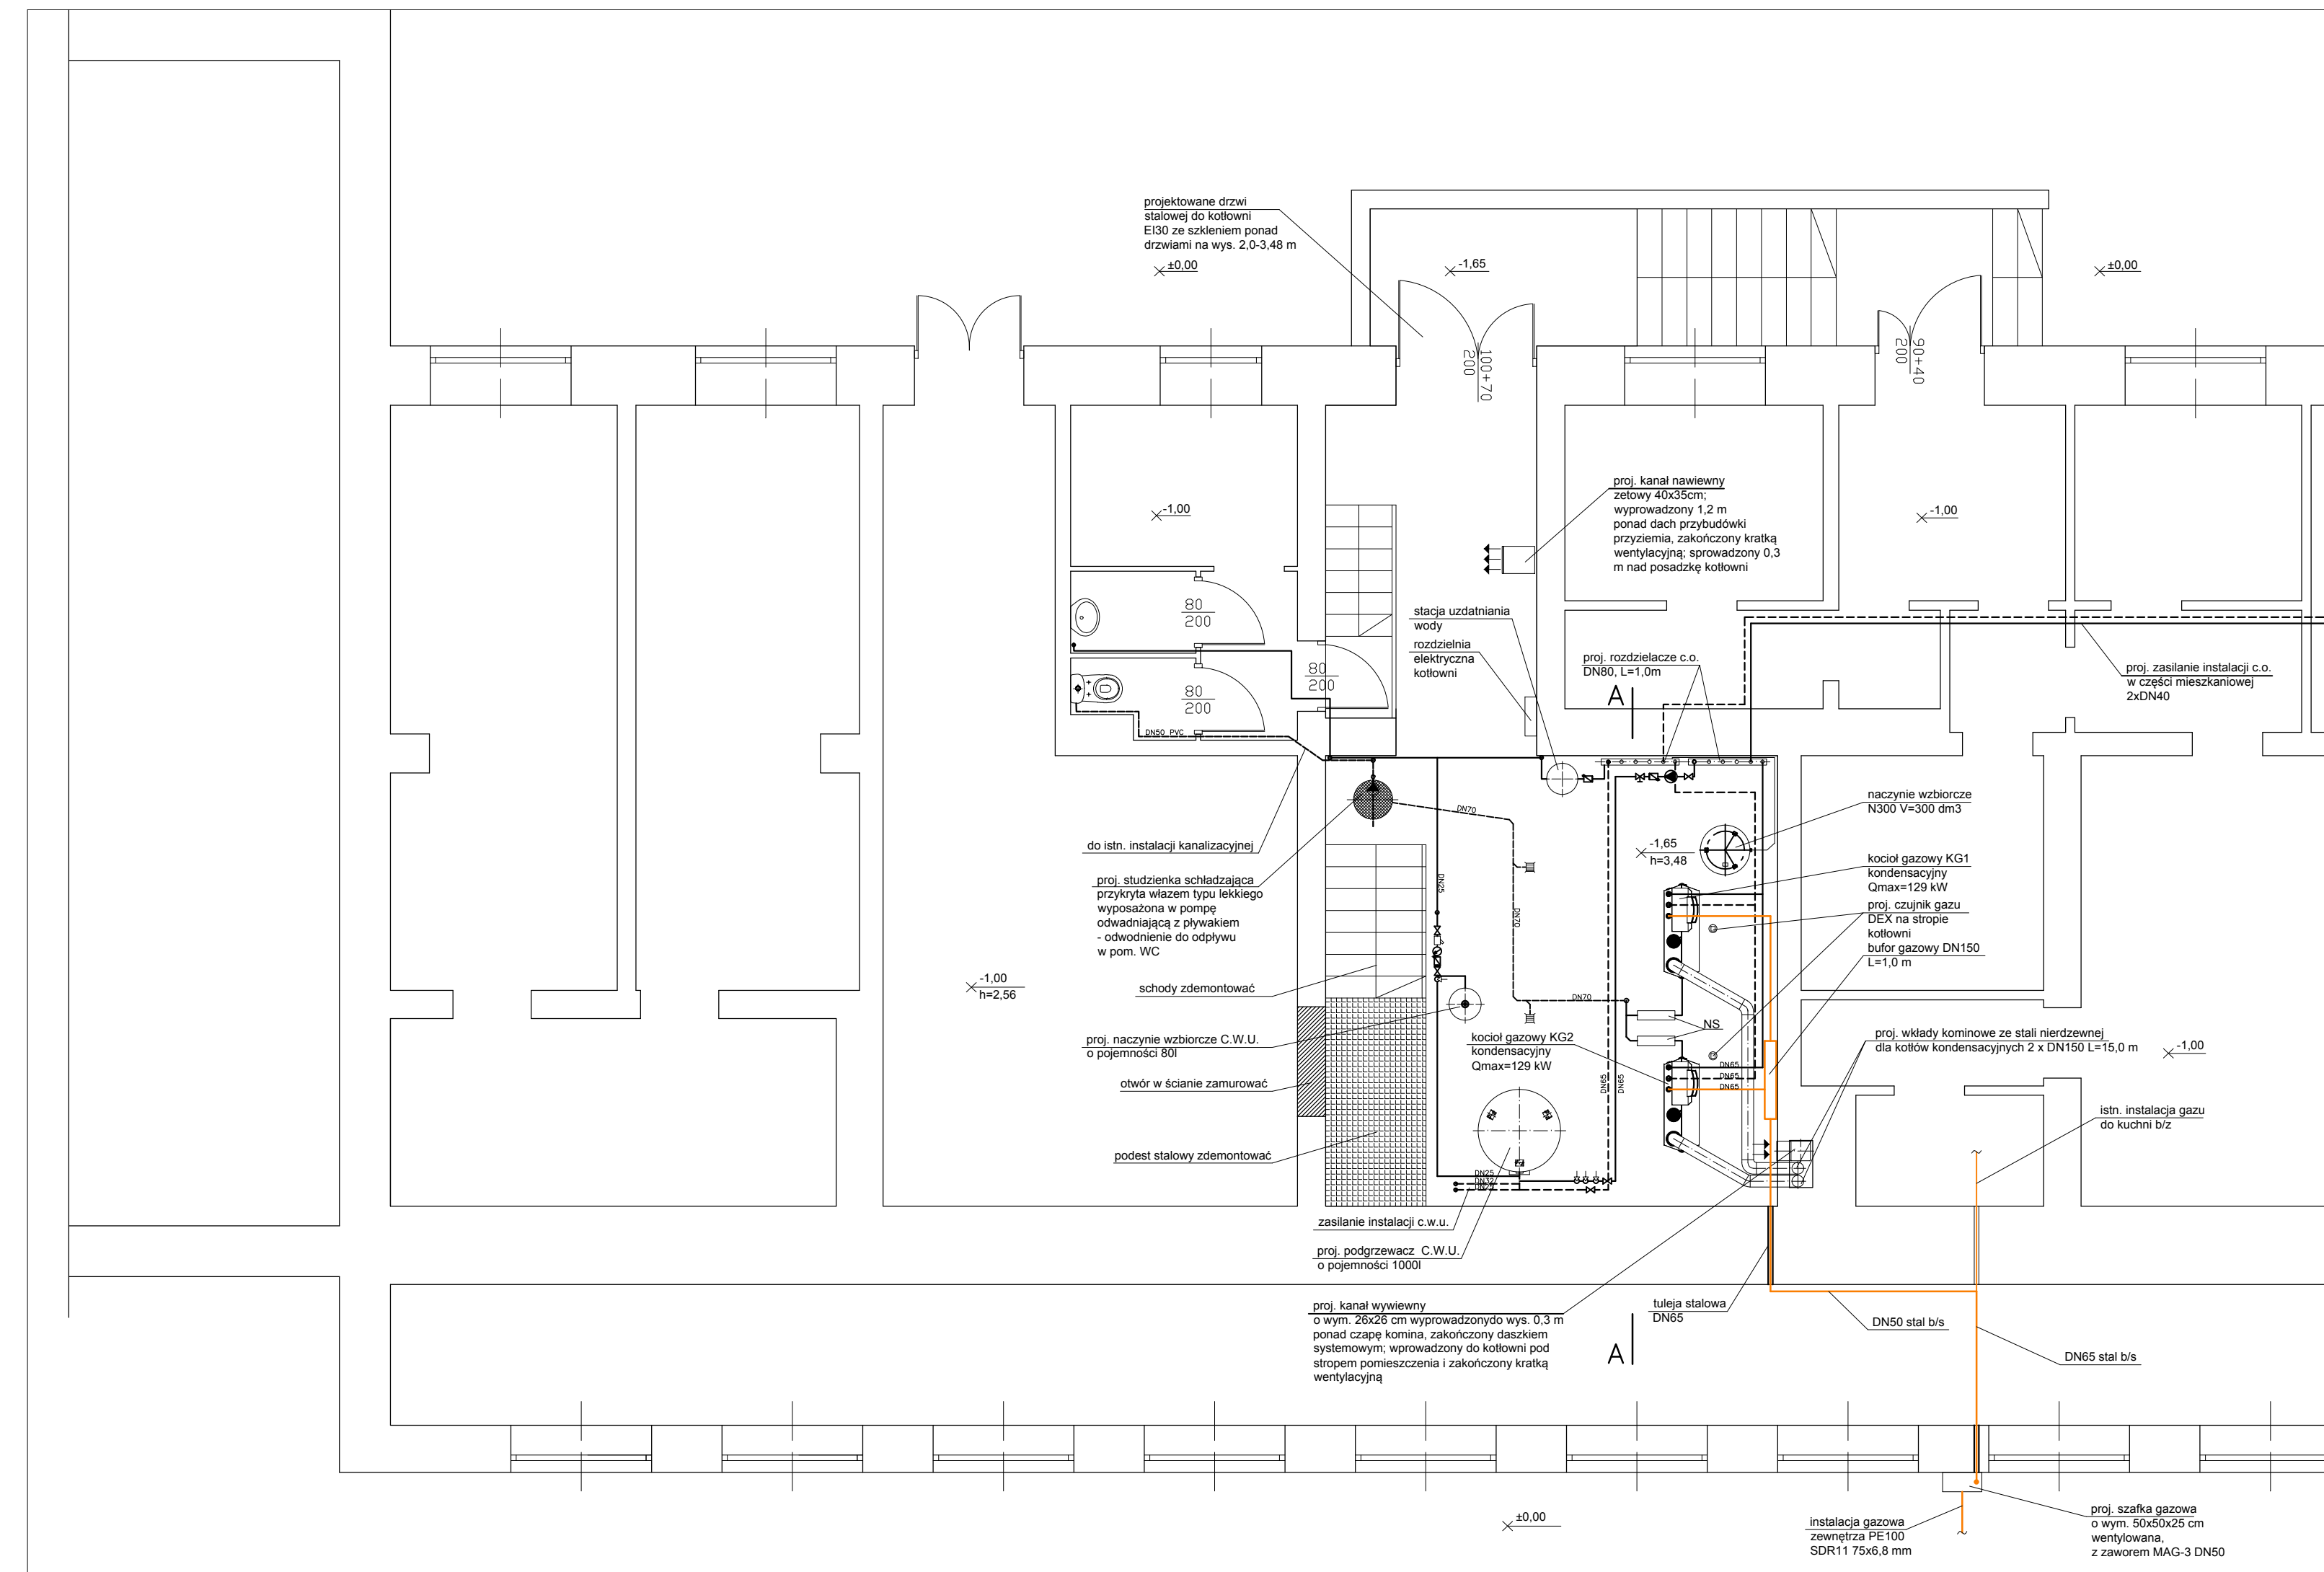 projektowane drzwi
stalowej do kotłowni
EI30 ze szkleniem ponad
drzwiami na wys. 2,0-3,48 m
±0,00
-1,65
±0,00
100+70
200
90+40
200
-1,00
proj. kanał nawiewny
zetowy 40x35cm;
wyprowadzony 1,2 m
ponad dach przybudówki
przyziemia, zakończony kratką
wentylacyjną; sprowadzony 0,3
m nad posadzkę kotłowni
-1,00
80
200
80
200
80
200
stacja uzdatniania
wody
rozdzielnia
elektryczna
kotłowni
proj. rozdzielacze c.o.
DN80, L=1,0m
A
proj. zasilanie instalacji c.o.
w części mieszkaniowej
2xDN40
DN50 PVC
DN70
naczynie wzbiorcze
N300 V=300 dm3
-1,65
h=3,48
do istn. instalacji kanalizacyjnej
kocioł gazowy KG1
kondensacyjny
Qmax=129 kW
proj. studzienka schładzająca
przykryta włazem typu lekkiego
wyposażona w pompę
odwadniającą z pływakiem
- odwodnienie do odpływu
w pom. WC
DN25
DN70
proj. czujnik gazu
DEX na stropie
kotłowni
bufor gazowy DN150
L=1,0 m
-1,00
h=2,56
schody zdemontować
DN70
NS
proj. naczynie wzbiorcze C.W.U.
o pojemności 80l
kocioł gazowy KG2
kondensacyjny
Qmax=129 kW
proj. wkłady kominowe ze stali nierdzewnej
dla kotłów kondensacyjnych 2 x DN150 L=15,0 m
-1,00
otwór w ścianie zamurować
DN65
DN65
DN65
DN65
DN65
istn. instalacja gazu
do kuchni b/z
podest stalowy zdemontować
DN25
DN32
DN25
zasilanie instalacji c.w.u.
proj. podgrzewacz C.W.U.
o pojemności 1000l
proj. kanał wywiewny
o wym. 26x26 cm wyprowadzonydo wys. 0,3 m
ponad czapę komina, zakończony daszkiem
systemowym; wprowadzony do kotłowni pod
stropem pomieszczenia i zakończony kratką
wentylacyjną
tuleja stalowa
DN65
A
DN50 stal b/s
DN65 stal b/s
±0,00
instalacja gazowa
zewnętrza PE100
SDR11 75x6,8 mm
proj. szafka gazowa
o wym. 50x50x25 cm
wentylowana,
z zaworem MAG-3 DN50